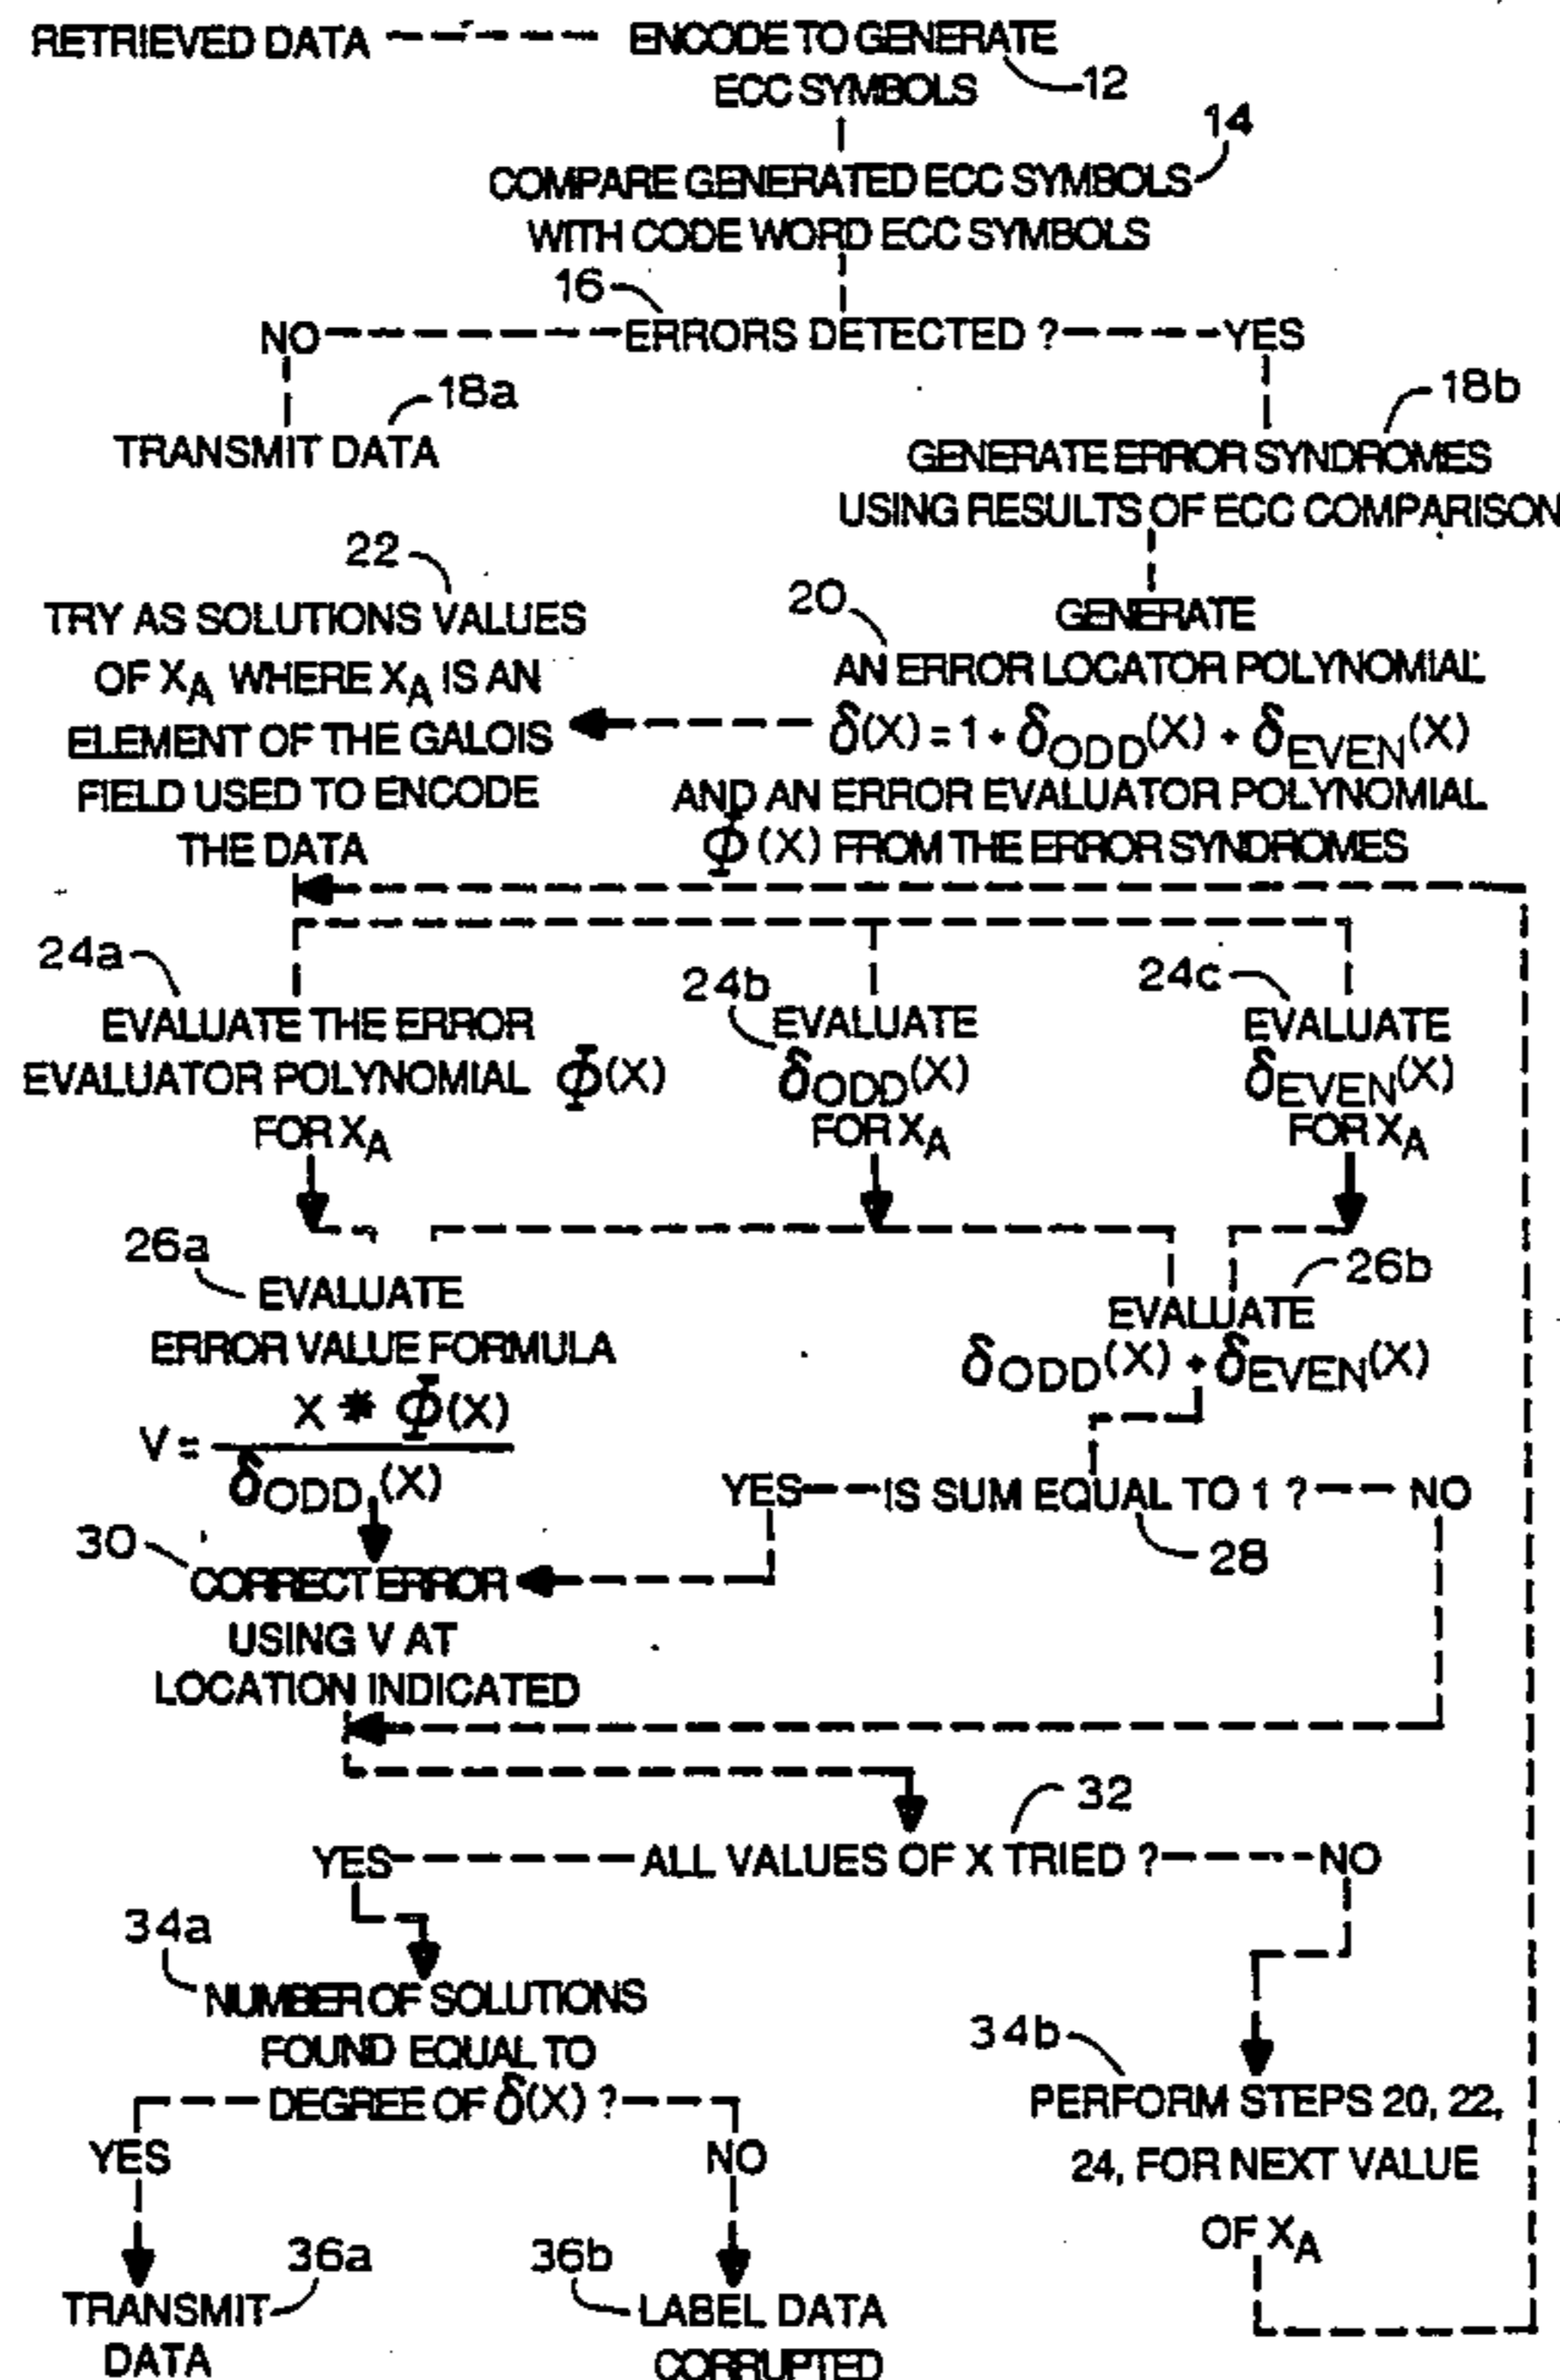 RETRIEVED DATA
ENCODE TO GENERATE
ECC SYMBOLS
12
14
COMPARE GENERATED ECC SYMBOLS
WITH CODE WORD ECC SYMBOLS
16
NO
ERRORS DETECTED ?
YES
18a
TRANSMIT DATA
18b
GENERATE ERROR SYNDROMES
USING RESULTS OF ECC COMPARISON
22
TRY AS SOLUTIONS VALUES
OF XA WHERE XA IS AN
ELEMENT OF THE GALOIS
FIELD USED TO ENCODE
THE DATA
20
GENERATE
AN ERROR LOCATOR POLYNOMIAL
δ(X) = 1 + δODD(X) + δEVEN(X)
AND AN ERROR EVALUATOR POLYNOMIAL
Φ(X) FROM THE ERROR SYNDROMES
24a
EVALUATE THE ERROR
EVALUATOR POLYNOMIAL Φ(X)
FOR XA
24b
EVALUATE
δODD(X)
FOR XA
24c
EVALUATE
δEVEN(X)
FOR XA
26a
EVALUATE
ERROR VALUE FORMULA
X * Φ(X)
V =
δODD(X)
26b
EVALUATE
δODD(X) + δEVEN(X)
YES
IS SUM EQUAL TO 1 ?
NO
28
30
CORRECT ERROR
USING V AT
LOCATION INDICATED
32
YES
ALL VALUES OF X TRIED ?
NO
34a
NUMBER OF SOLUTIONS
FOUND EQUAL TO
DEGREE OF δ(X) ?
YES
NO
34b
PERFORM STEPS 20, 22,
24, FOR NEXT VALUE
OF XA
36a
TRANSMIT
DATA
36b
LABEL DATA
CORRUPTED